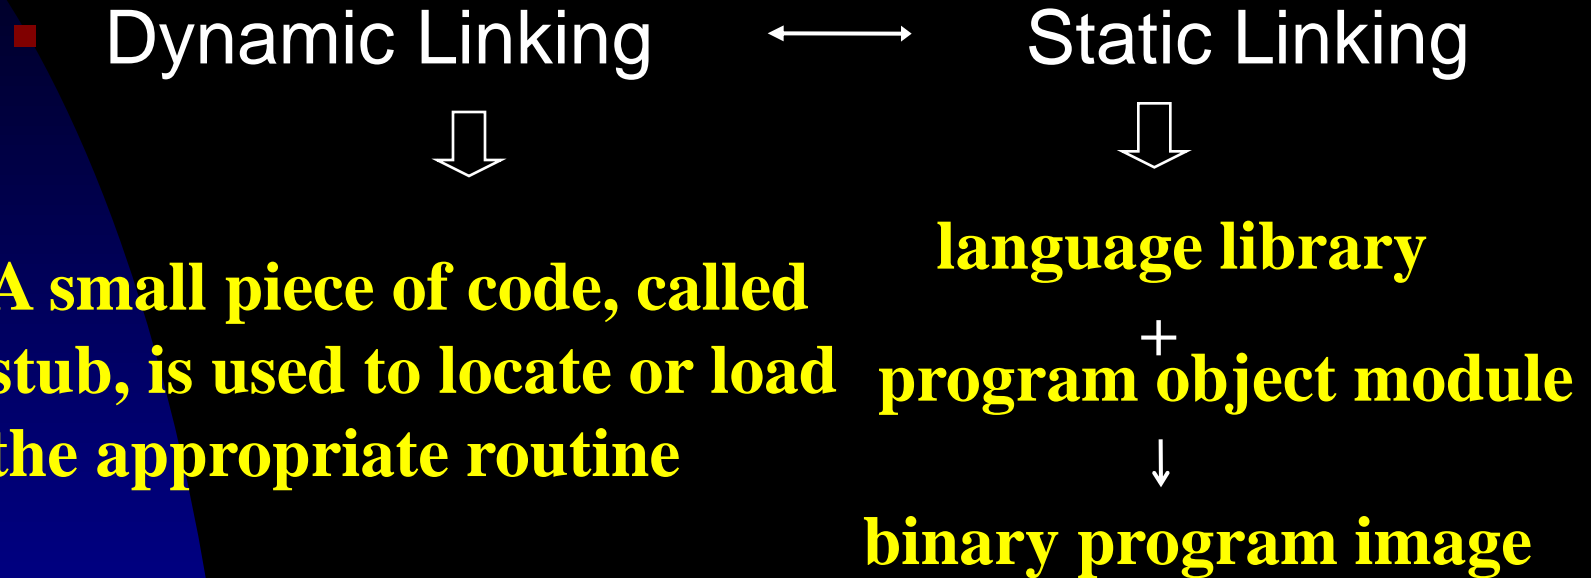 Dynamic Linking
Static Linking
A small piece of code, called
stub, is used to locate or load
the appropriate routine
language library
+
program object module
binary program image